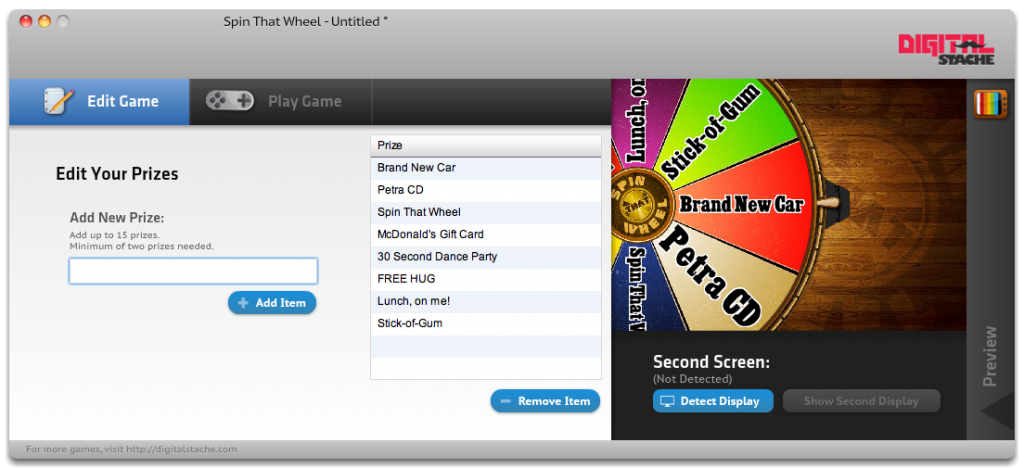 Spin That Wheel - Untitled *
DIGITAL
STACHE
Edit Game
Play Game
Edit Your Prizes
Add New Prize:
Add up to 15 prizes.
Minimum of two prizes needed.
+ Add Item
Prize
Brand New Car
Petra CD
Spin That Wheel
McDonald's Gift Card
30 Second Dance Party
FREE HUG
Lunch, on me!
Stick-of-Gum
- Remove Item
Lunch, on
Stick-of-Gum
Brand New Car
Petra CD
Spin That
SPIN
THAT
WHEEL
Second Screen:
(Not Detected)
Detect Display
Show Second Display
Preview
For more games, visit http://digitalstache.com